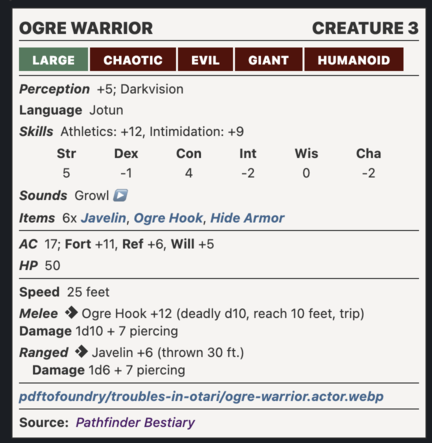 OGRE WARRIOR CREATURE 3
LARGE CHAOTIC EVIL GIANT HUMANOID
Perception +5; Darkvision
Language Jotun
Skills Athletics: +12, Intimidation: +9
Str Dex Con Int Wis Cha
5 -1 4 -2 0 -2
Sounds Growl ▶
Items 6x Javelin, Ogre Hook, Hide Armor
AC 17; Fort +11, Ref +6, Will +5
HP 50
Speed 25 feet
Melee Ogre Hook +12 (deadly d10, reach 10 feet, trip)
Damage 1d10 + 7 piercing
Ranged Javelin +6 (thrown 30 ft.)
Damage 1d6 + 7 piercing
pdftofoundry/troubles-in-otari/ogre-warrior.actor.webp
Source: Pathfinder Bestiary